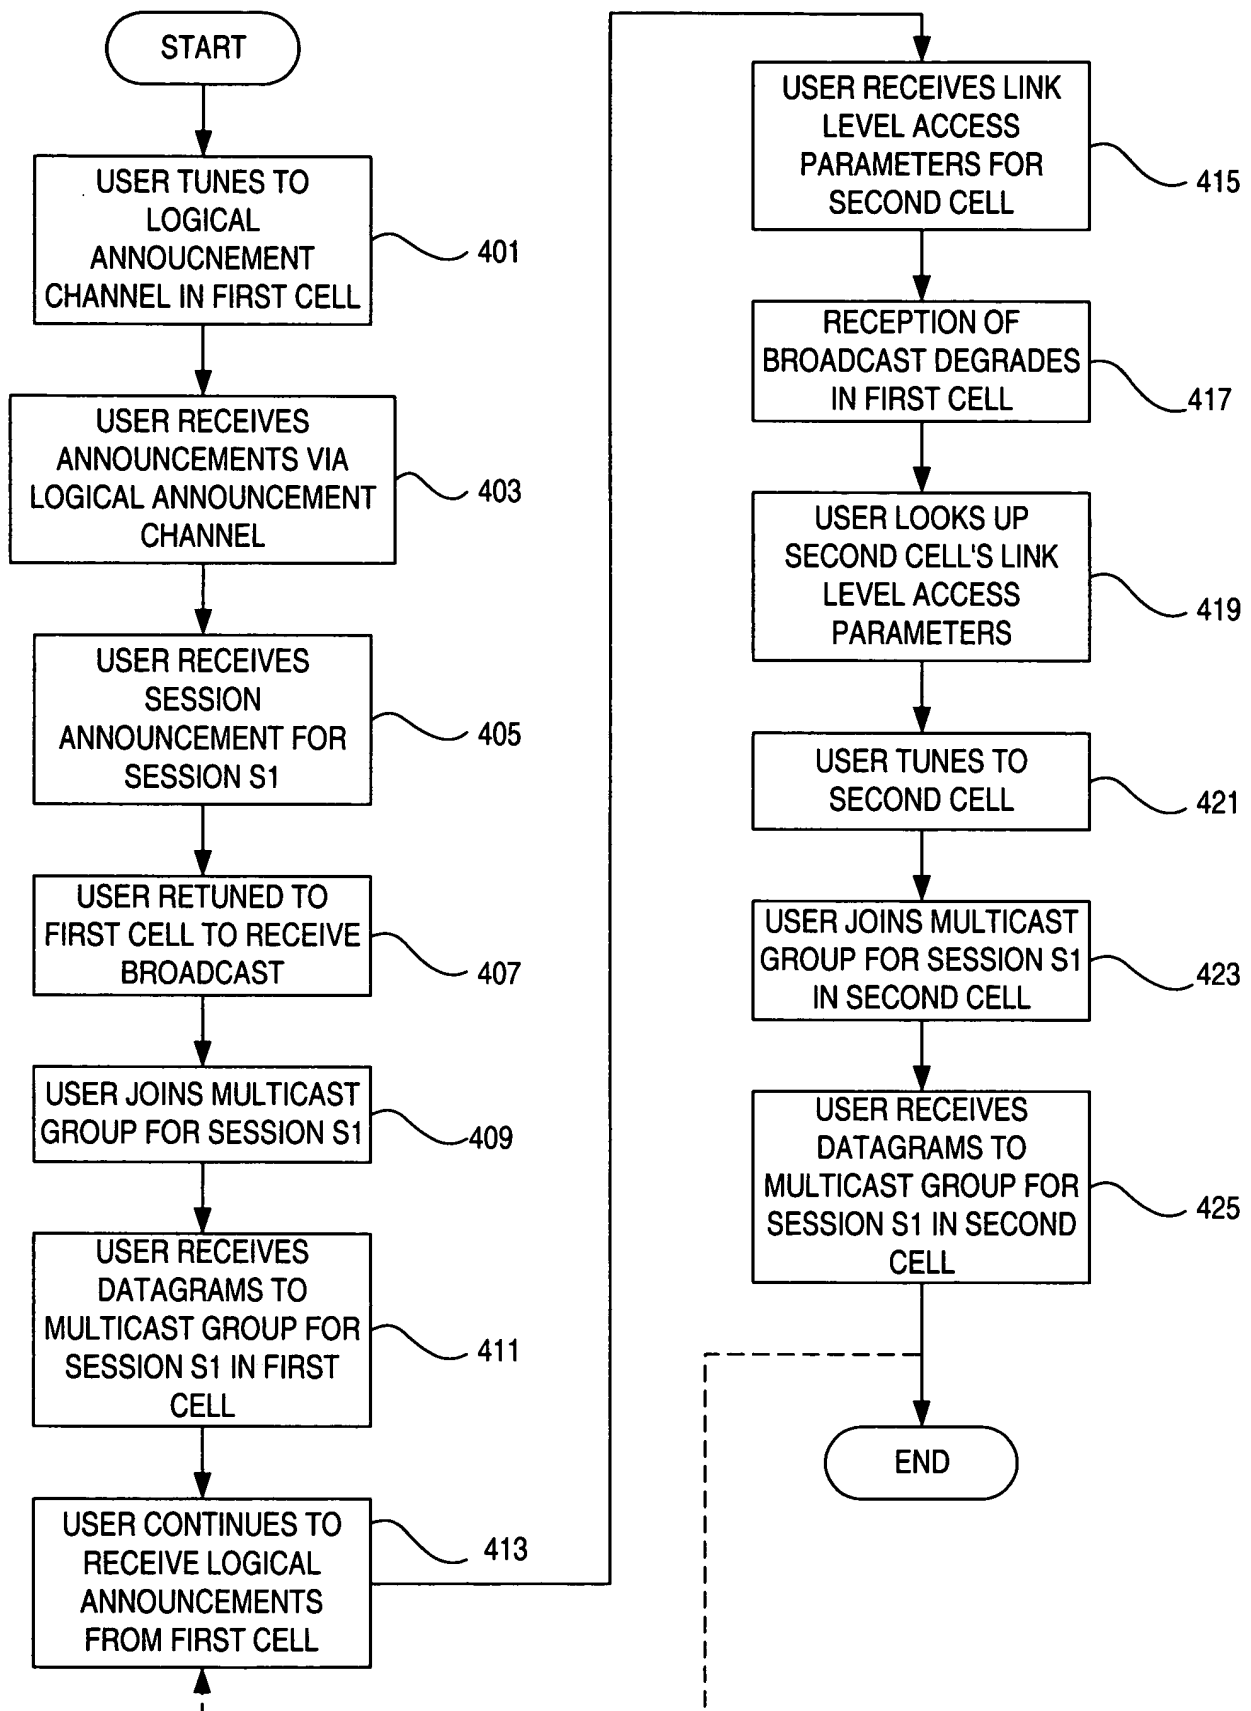 START
USER TUNES TO
LOGICAL
ANNOUCNEMENT
CHANNEL IN FIRST CELL
401
USER RECEIVES
ANNOUNCEMENTS VIA
LOGICAL ANNOUNCEMENT
CHANNEL
403
USER RECEIVES
SESSION
ANNOUNCEMENT FOR
SESSION S1
405
USER RETUNED TO
FIRST CELL TO RECEIVE
BROADCAST
407
USER JOINS MULTICAST
GROUP FOR SESSION S1
409
USER RECEIVES
DATAGRAMS TO
MULTICAST GROUP FOR
SESSION S1 IN FIRST
CELL
411
USER CONTINUES TO
RECEIVE LOGICAL
ANNOUNCEMENTS
FROM FIRST CELL
413
USER RECEIVES LINK
LEVEL ACCESS
PARAMETERS FOR
SECOND CELL
415
RECEPTION OF
BROADCAST DEGRADES
IN FIRST CELL
417
USER LOOKS UP
SECOND CELL'S LINK
LEVEL ACCESS
PARAMETERS
419
USER TUNES TO
SECOND CELL
421
USER JOINS MULTICAST
GROUP FOR SESSION S1
IN SECOND CELL
423
USER RECEIVES
DATAGRAMS TO
MULTICAST GROUP FOR
SESSION S1 IN SECOND
CELL
425
END